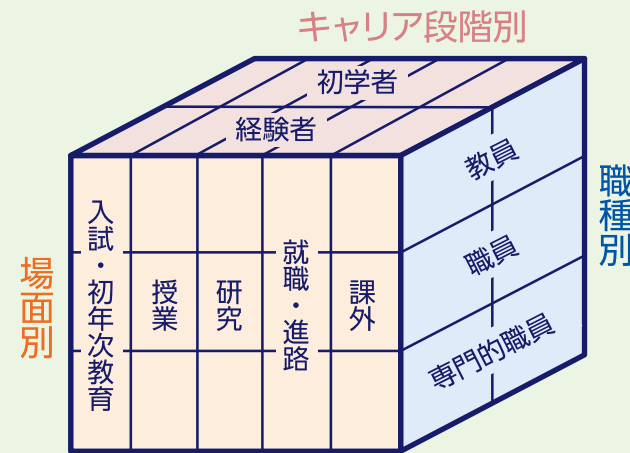 キャリア段階別
初学者
経験者
教員
職員
専門的職員
職種別
場面別
入試・初年次教育
授業
研究
就職・進路
課外